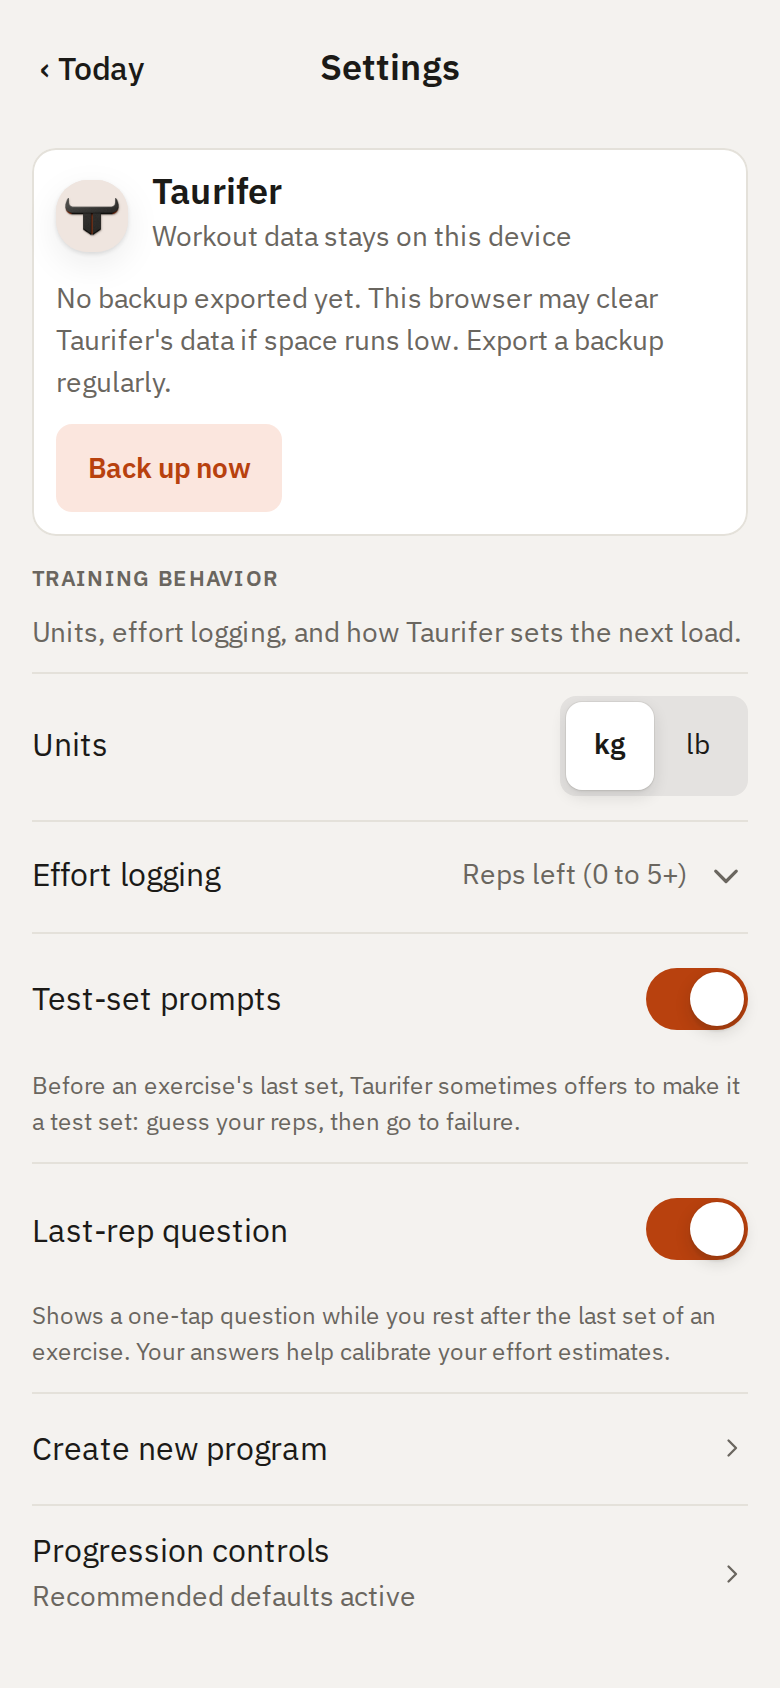 ‹ Today
Settings
Taurifer
Workout data stays on this device
No backup exported yet. This browser may clear
Taurifer's data if space runs low. Export a backup
regularly.
Back up now
TRAINING BEHAVIOR
Units, effort logging, and how Taurifer sets the next load.
Units
kg
lb
Effort logging
Reps left (0 to 5+)
Test-set prompts
Before an exercise's last set, Taurifer sometimes offers to make it
a test set: guess your reps, then go to failure.
Last-rep question
Shows a one-tap question while you rest after the last set of an
exercise. Your answers help calibrate your effort estimates.
Create new program
Progression controls
Recommended defaults active